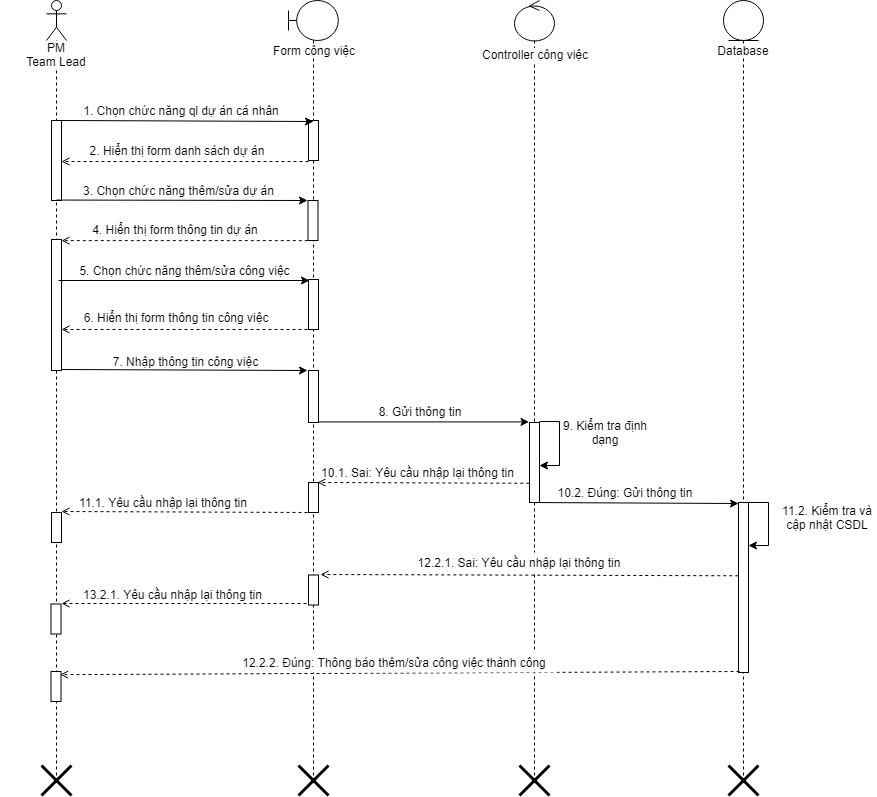 PM
Team Lead
Form công việc
Controller công việc
Database
1. Chọn chức năng ql dự án cá nhân
2. Hiển thị form danh sách dự án
3. Chọn chức năng thêm/sửa dự án
4. Hiển thị form thông tin dự án
5. Chọn chức năng thêm/sửa công việc
6. Hiển thị form thông tin công việc
7. Nhập thông tin công việc
8. Gửi thông tin
9. Kiểm tra định
dạng
10.1. Sai: Yêu cầu nhập lại thông tin
10.2. Đúng: Gửi thông tin
11.1. Yêu cầu nhập lại thông tin
11.2. Kiểm tra và
cập nhật CSDL
12.2.1. Sai: Yêu cầu nhập lại thông tin
13.2.1. Yêu cầu nhập lại thông tin
12.2.2. Đúng: Thông báo thêm/sửa công việc thành công